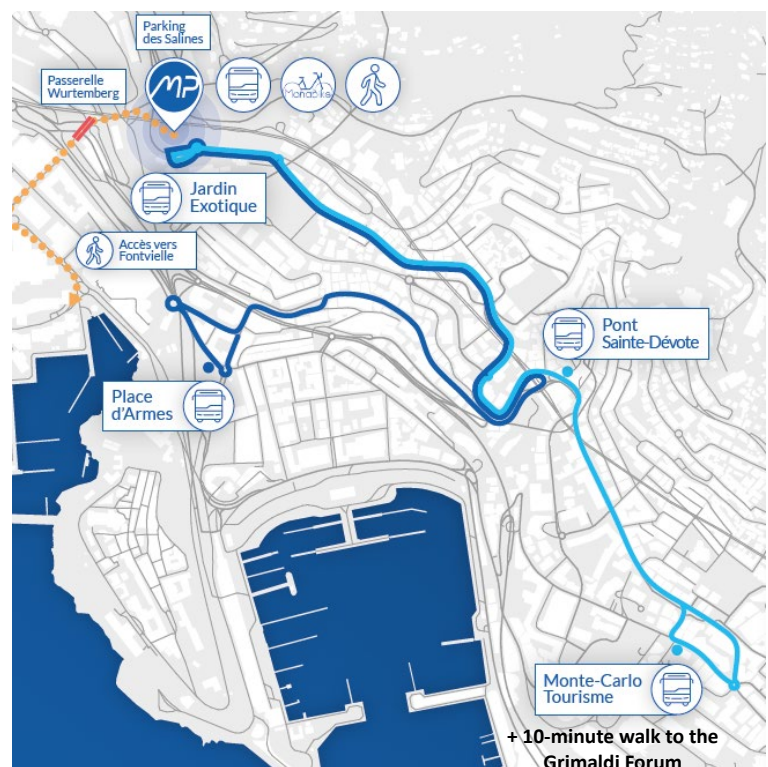 Parking
des Salines
Passerelle
Wurtemberg
MP
MonaBike
Jardin
Exotique
Accès vers
Fontvielle
Pont
Sainte-Dévote
Place
d'Armes
Monte-Carlo
Tourisme
+ 10-minute walk to the
Grimaldi Forum